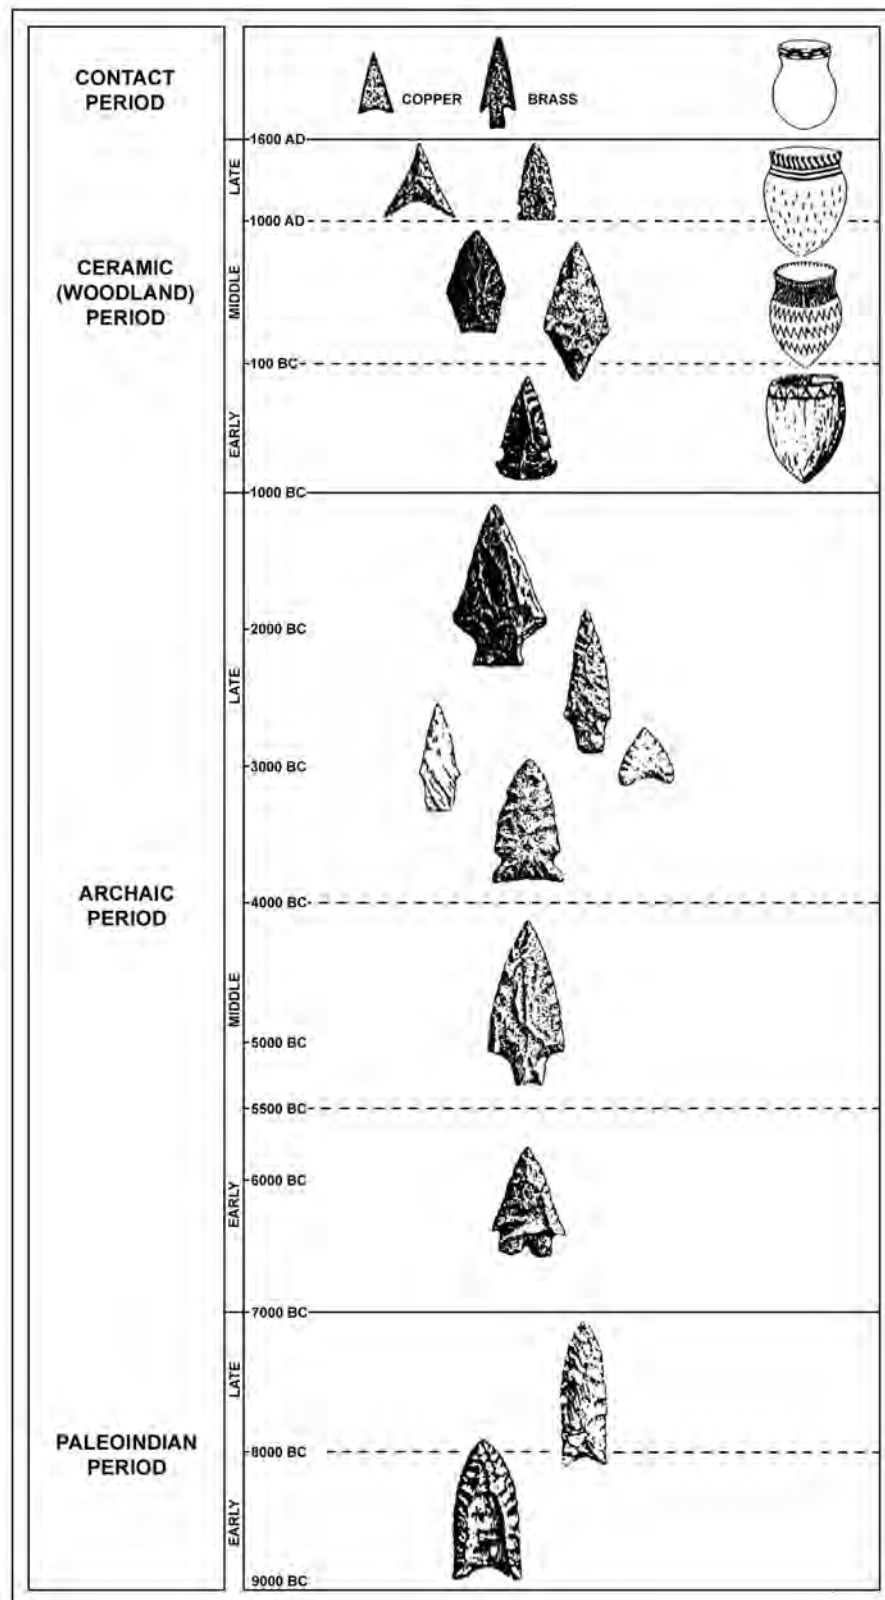 CONTACT
PERIOD
COPPER
BRASS
1600 AD
LATE
1000 AD
CERAMIC
(WOODLAND)
PERIOD
MIDDLE
100 BC
EARLY
1000 BC
2000 BC
LATE
3000 BC
ARCHAIC
PERIOD
4000 BC
MIDDLE
5000 BC
5500 BC
6000 BC
EARLY
7000 BC
LATE
PALEOINDIAN
PERIOD
8000 BC
EARLY
9000 BC